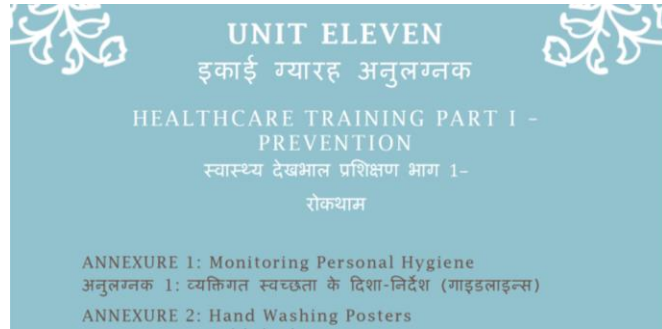 UNIT ELEVEN
इकाई ग्यारह अनुलग्नक
HEALTHCARE TRAINING PART I –
PREVENTION
स्वास्थ्य देखभाल प्रशिक्षण भाग 1–
रोकथाम
ANNEXURE 1: Monitoring Personal Hygiene
अनुलग्नक 1: व्यक्तिगत स्वच्छता के दिशा-निर्देश (गाइडलाइन्स)
ANNEXURE 2: Hand Washing Posters